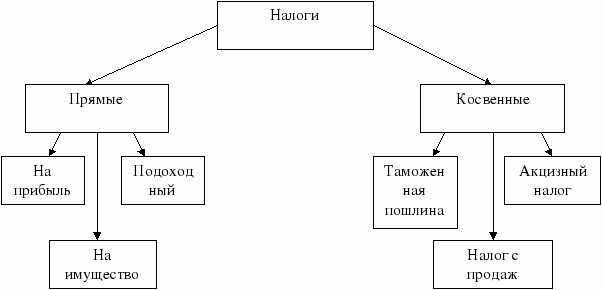 Налоги
Прямые
Косвенные
На
прибыль
Подоход
ный
Таможен
ная
пошлина
Акцизный
налог
На
имущество
Налог с
продаж